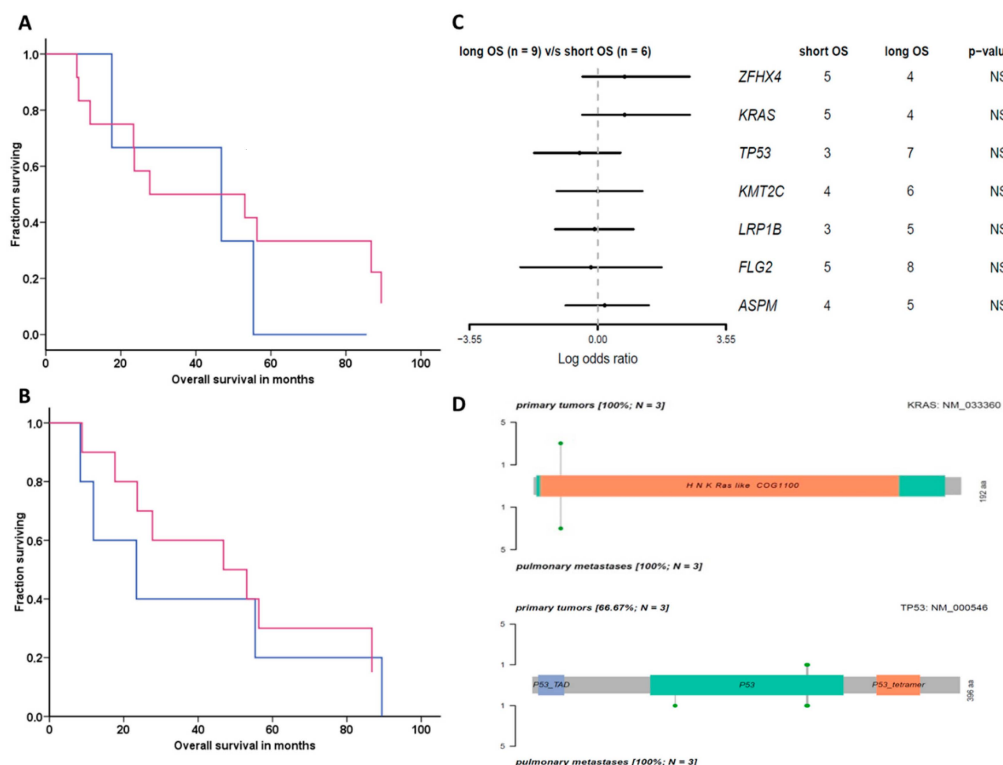 A
1.0
0.8
0.6
0.4
0.2
0.0
Fractiorn surviving
0 20 40 60 80 100
Overall survival in months
B
1.0
0.8
0.6
0.4
0.2
0.0
Fraction surviving
0 20 40 60 80 100
Overall survival in months
C
long OS (n = 9) v/s short OS (n = 6) short OS long OS p-valu
ZFHX4 5 4 NS
KRAS 5 4 NS
TP53 3 7 NS
KMT2C 4 6 NS
LRP1B 3 5 NS
FLG2 5 8 NS
ASPM 4 5 NS
−3.55 0.00 3.55
Log odds ratio
D
primary tumors [100%; N = 3] KRAS: NM_033360
5
1
H N K Ras like COG1100
192 aa
1
5
pulmonary metastases [100%; N = 3]
primary tumors [66.67%; N = 3] TP53: NM_000546
5
1
P53_TAD P53 P53_tetramer
396 aa
1
5
pulmonary metastases [100%; N = 3]